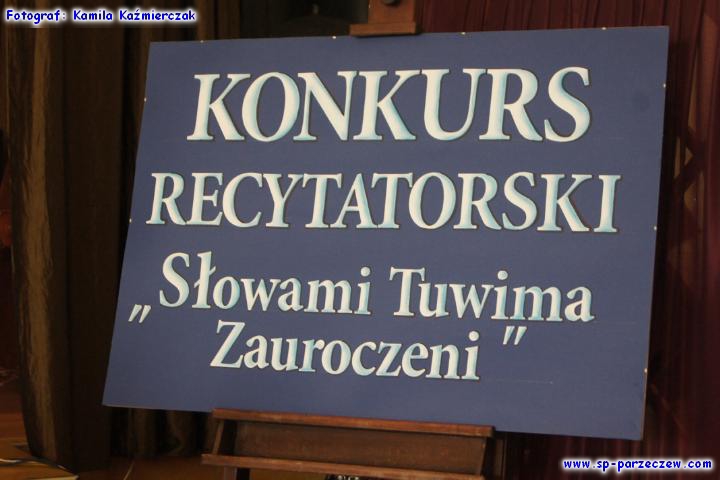 Fotograf: Kamila Kaźmierczak
KONKURS
RECYTATORSKI
„Słowami Tuwima
Zauroczeni"
www.sp-parzeczew.com